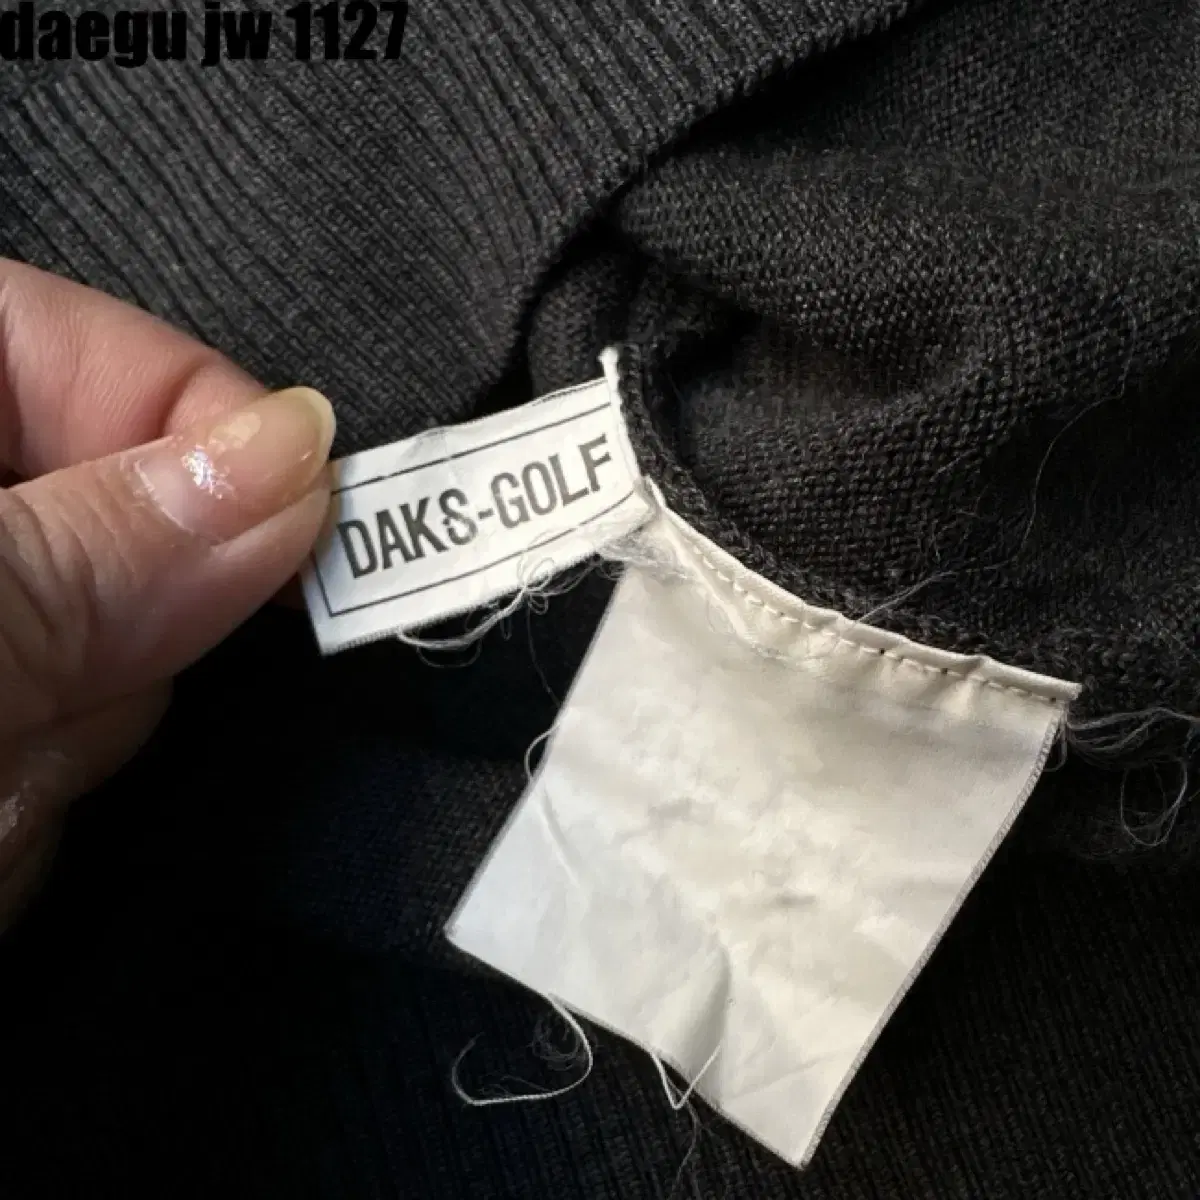 daegu jw 1127
DAKS-GOLF